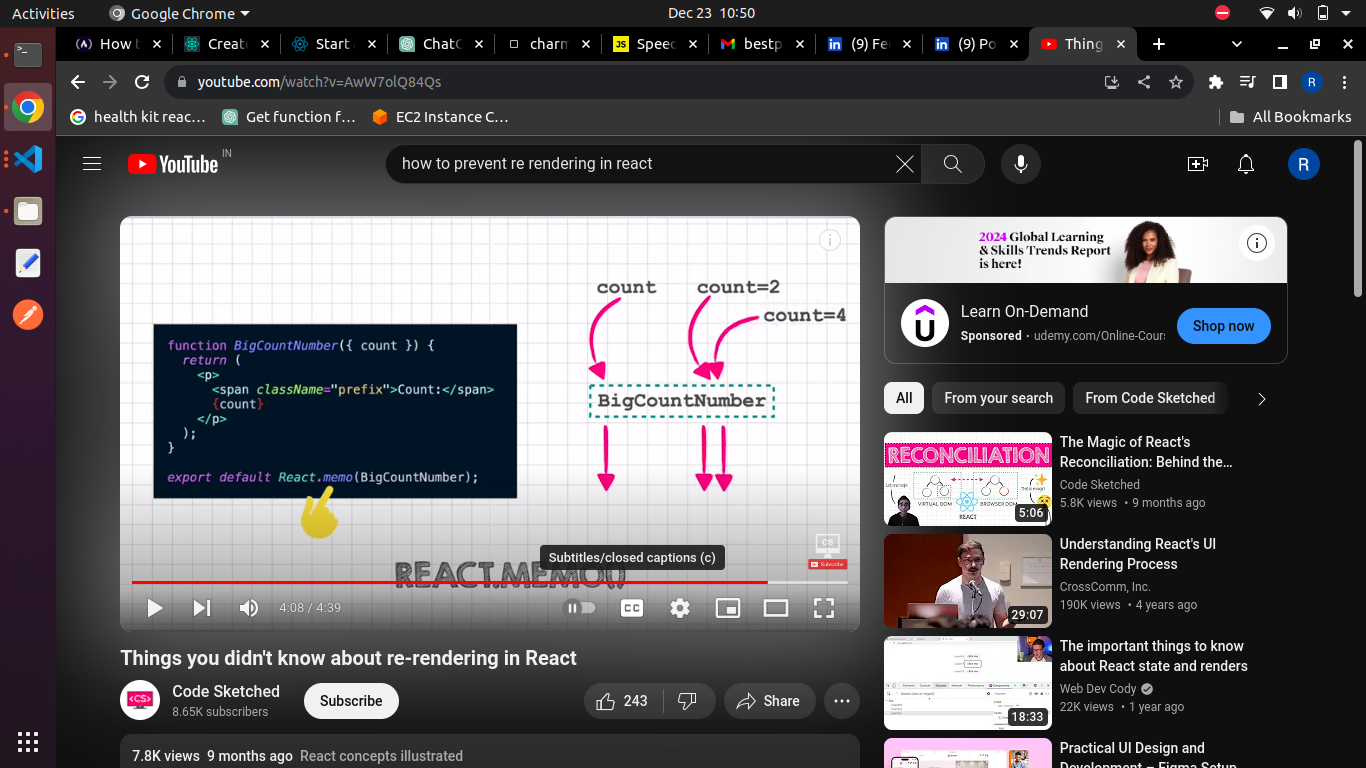 Activities
Google Chrome
Dec 23 10:50
How t
Create
Start
ChatG
charm
JS
Speec
bestp
(9) Fe
(9) Po
Thing
youtube.com/watch?v=AwW7olQ84Qs
R
health kit reac...
Get function f...
EC2 Instance C...
All Bookmarks
YouTube
IN
how to prevent re rendering in react
R
function BigCountNumber({ count }) {
return (
<p>
<span className="prefix">Count:</span>
{count}
</p>
);
}
export default React.memo(BigCountNumber);
count
count=2
count=4
BigCountNumber
CS
Subscribe
REACT.MEMO()
Subtitles/closed captions (c)
4:08 / 4:39
CC
Things you didn't know about re-rendering in React
<CS>
Code Sketched
8.85K subscribers
Subscribe
243
Share
7.8K views 9 months ago React concepts illustrated
2024 Global Learning
& Skills Trends Report
is here!
Learn On-Demand
Sponsored · udemy.com/Online-Cour
Shop now
All
From your search
From Code Sketched
RECONCILIATION
VIRTUAL DOM
REACT
BROWSER DOM
5:06
The Magic of React's
Reconciliation: Behind the...
Code Sketched
5.8K views • 9 months ago
29:07
Understanding React's UI
Rendering Process
CrossComm, Inc.
190K views • 4 years ago
18:33
The important things to know
about React state and renders
Web Dev Cody
22K views • 1 year ago
Practical UI Design and
Development – Figma Setup